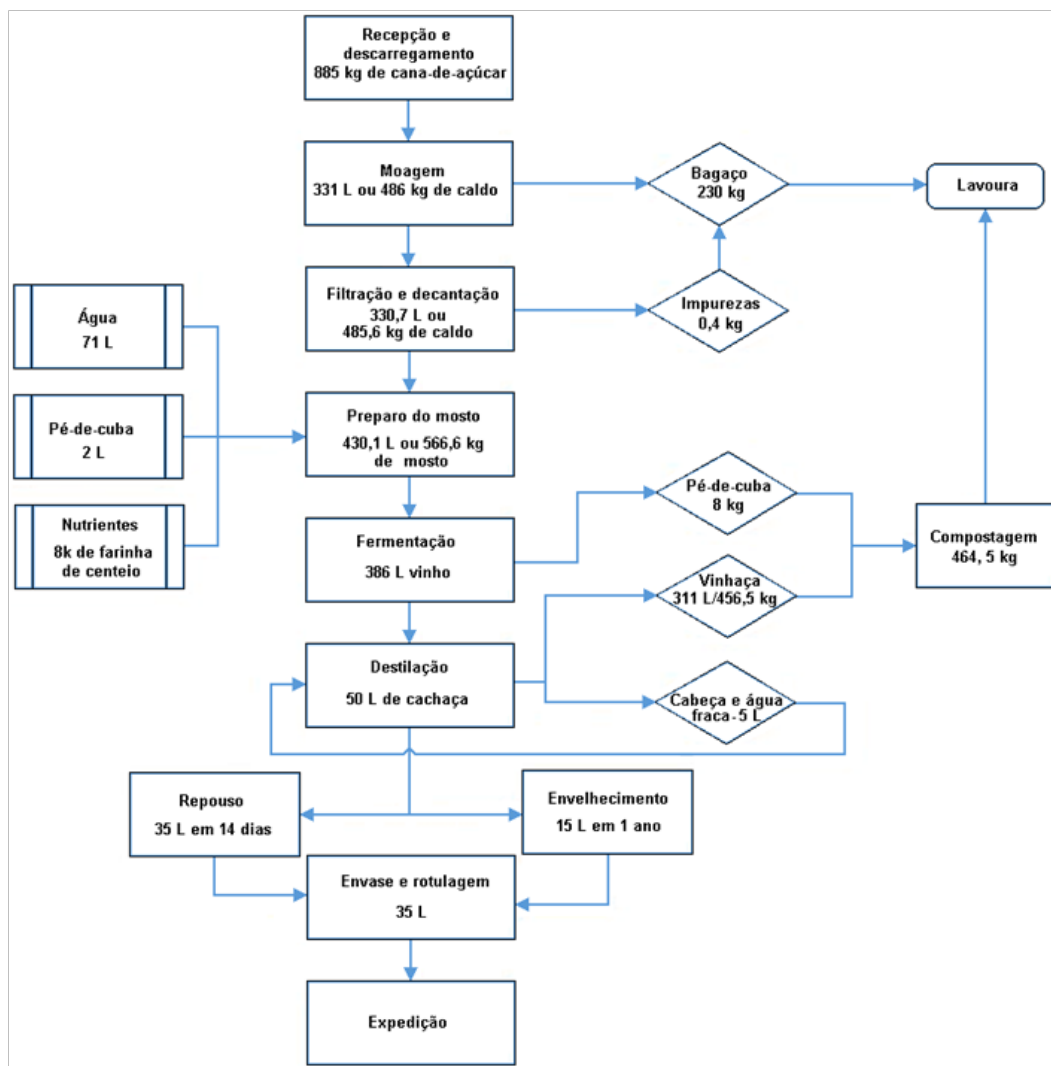 Recepção e
descarregamento
885 kg de cana-de-açúcar
Moagem
331 L ou 486 kg de caldo
Bagaço
230 kg
Lavoura
Filtração e decantação
330,7 L ou
485,6 kg de caldo
Impurezas
0,4 kg
Água
71 L
Pé-de-cuba
2 L
Nutrientes
8k de farinha
de centeio
Preparo do mosto
430,1 L ou 566,6 kg
de mosto
Fermentação
386 L vinho
Pé-de-cuba
8 kg
Vinhaça
311 L/456,5 kg
Compostagem
464, 5 kg
Destilação
50 L de cachaça
Cabeça e água
fraca-5 L
Repouso
35 L em 14 dias
Envelhecimento
15 L em 1 ano
Envase e rotulagem
35 L
Expedição